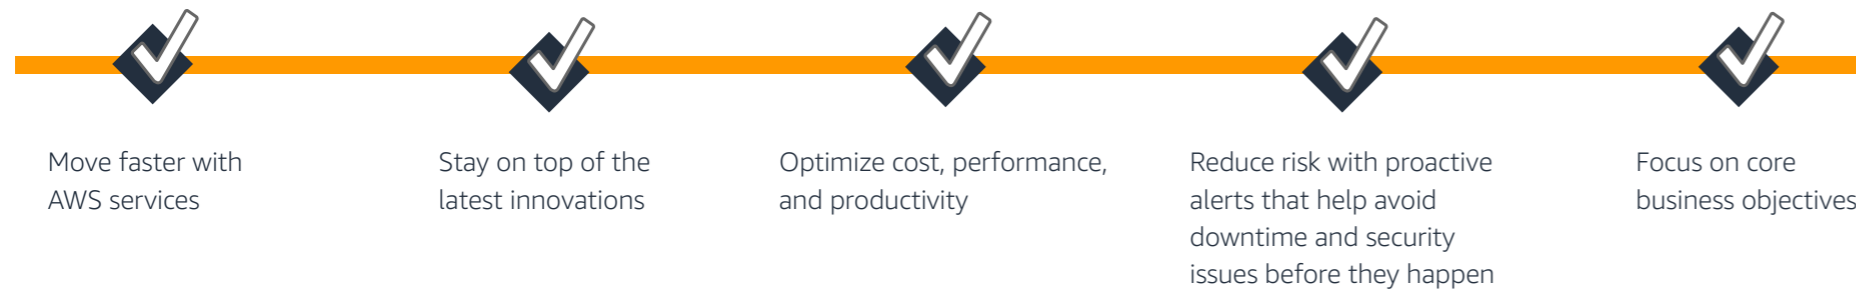 Move faster with
AWS services
Stay on top of the
latest innovations
Optimize cost, performance,
and productivity
Reduce risk with proactive
alerts that help avoid
downtime and security
issues before they happen
Focus on core
business objectives